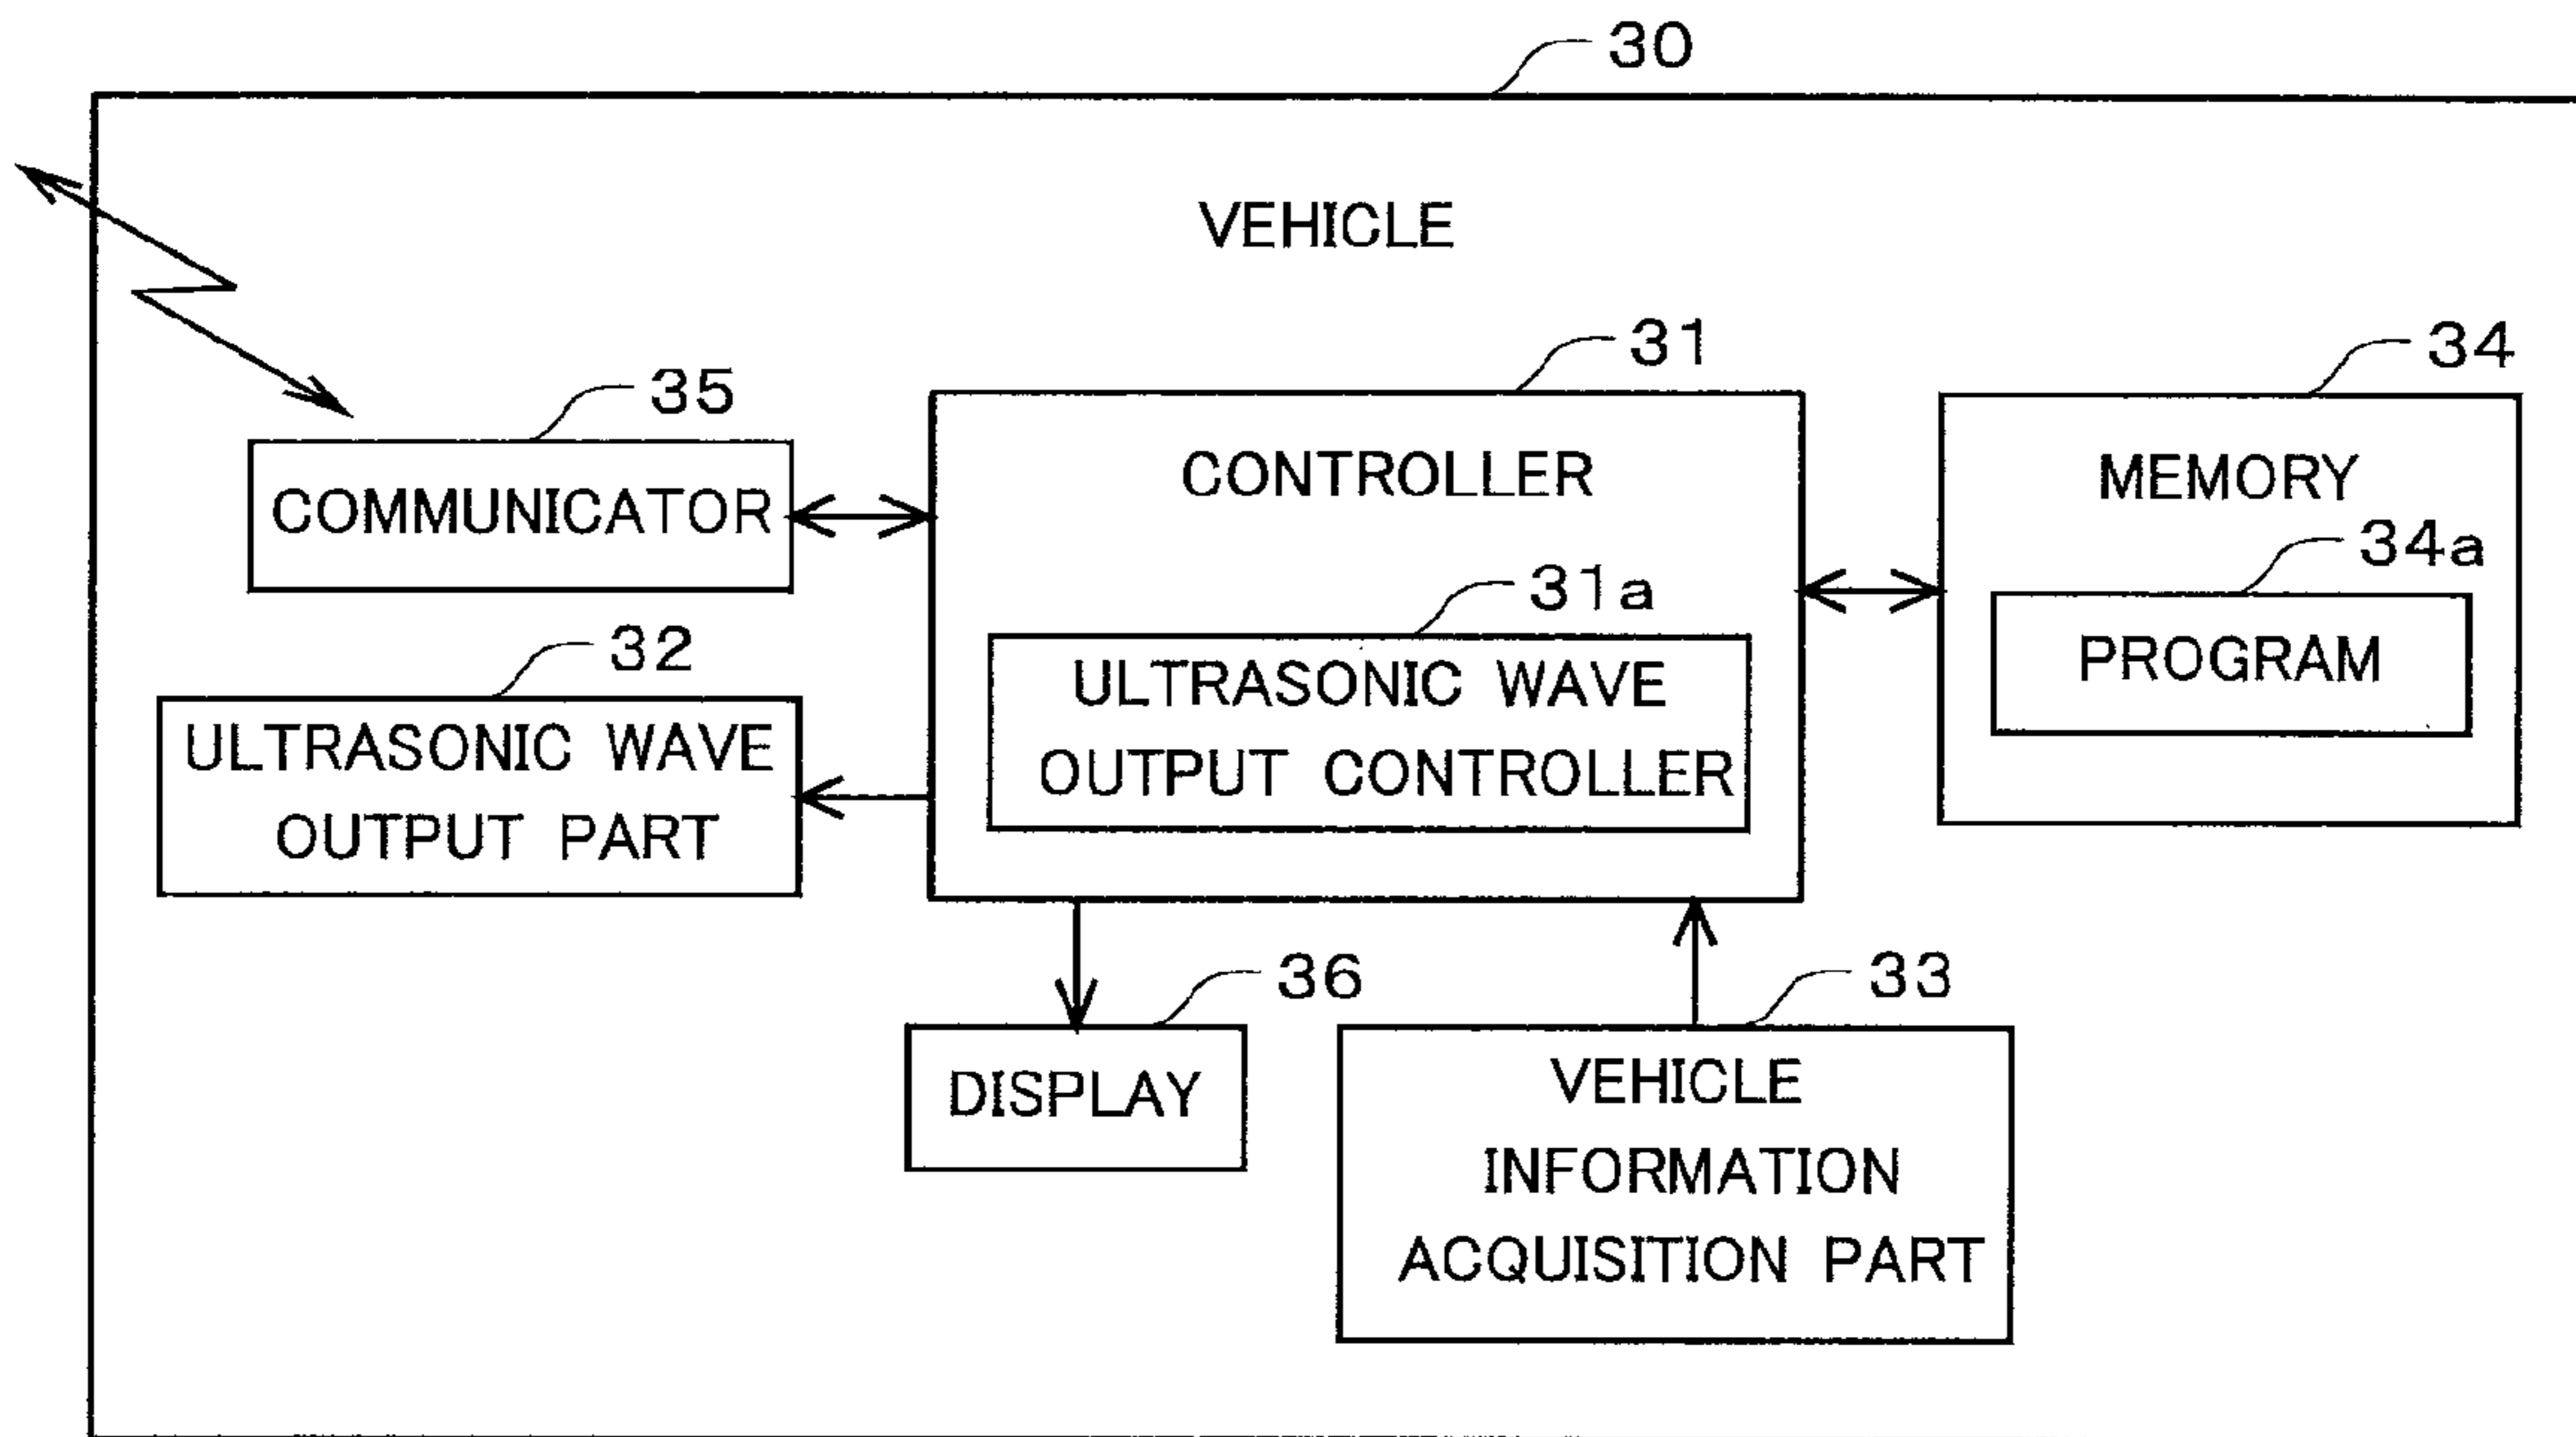 30
VEHICLE
35
COMMUNICATOR
31
CONTROLLER
31a
ULTRASONIC WAVE
OUTPUT CONTROLLER
34
MEMORY
34a
PROGRAM
32
ULTRASONIC WAVE
OUTPUT PART
36
DISPLAY
33
VEHICLE
INFORMATION
ACQUISITION PART